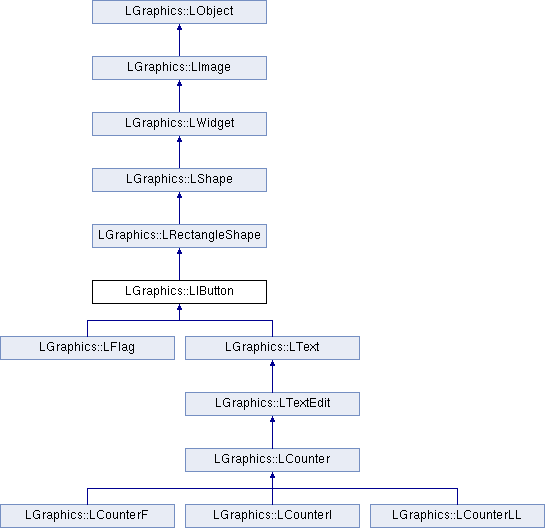 LGraphics::LObject
LGraphics::LImage
LGraphics::LWidget
LGraphics::LShape
LGraphics::LRectangleShape
LGraphics::LIButton
LGraphics::LFlag
LGraphics::LText
LGraphics::LTextEdit
LGraphics::LCounter
LGraphics::LCounterF
LGraphics::LCounterI
LGraphics::LCounterLL